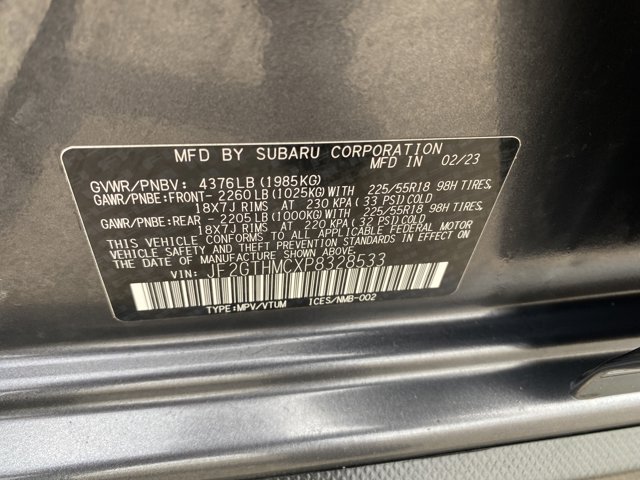 MFD BY SUBARU CORPORATION
MFD IN 02/23
GVWR/PNBV: 4376LB(1985KG)
GAWR/PNBE:FRONT- 2260LB(1025KG)WITH 225/55R18 98H TIRES,
18X7J RIMS AT 230 KPA(33 PSI)COLD
GAWR/PNBE:REAR - 2205LB(1000KG)WITH 225/55R18 98H TIRES,
18X7J RIMS AT 220 KPA(32 PSI)COLD
THIS VEHICLE CONFORMS TO ALL APPLICABLE FEDERAL MOTOR
VEHICLE SAFETY, BUMPER, AND THEFT PREVENTION STANDARDS
IN EFFECT ON THE DATE OF MANUFACTURE SHOWN ABOVE.
VIN: JF2GTHMCXP8328533
TYPE:MPV/VTUM ICES/NMB-002